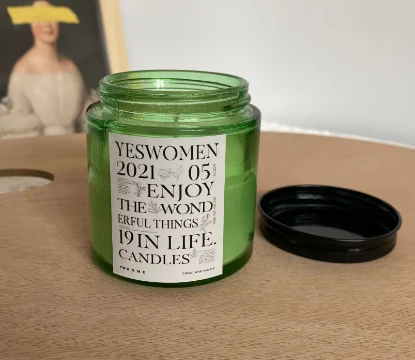 YESWOMEN
2021 05
ENJOY
THE WOND
ERFUL THINGS
19 IN LIFE.
CANDLES